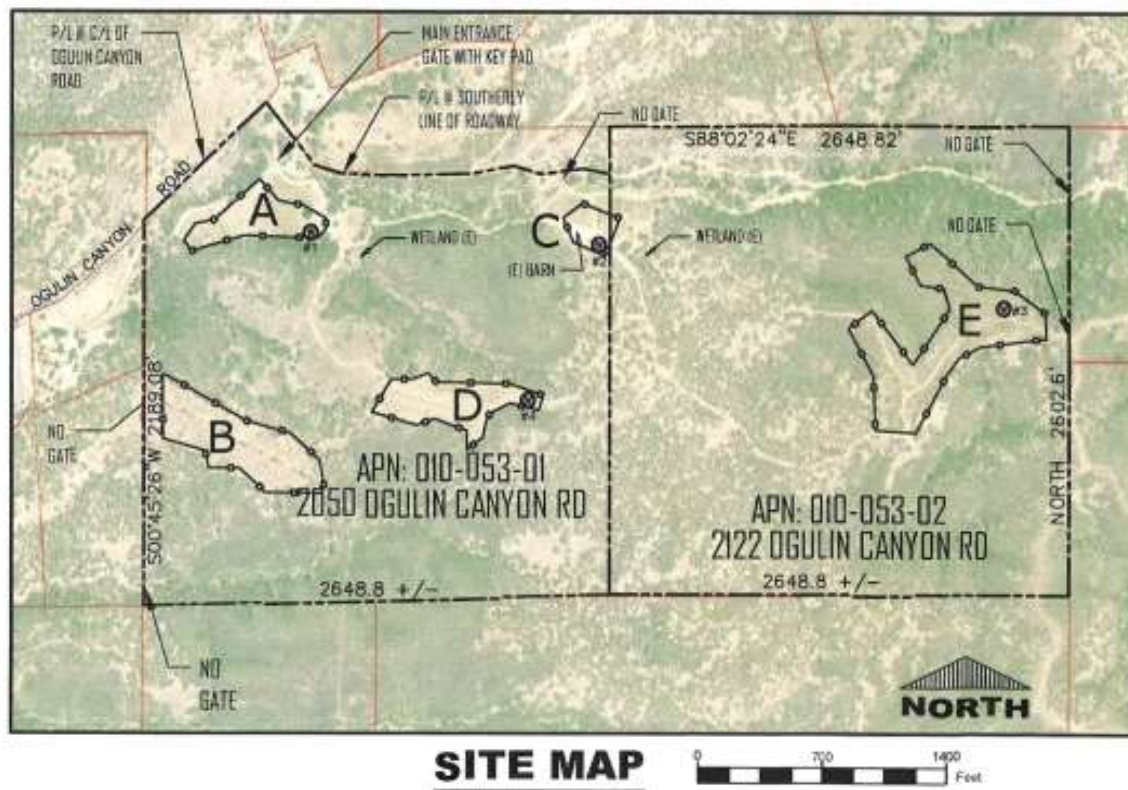 P/L @ C/L OF
OGULIN CANYON
ROAD
MAIN ENTRANCE
GATE WITH KEY PAD
P/L @ SOUTHERLY
LINE OF ROADWAY
NO GATE
S88°02'24"E 2648.82'
NO GATE
OGULIN CANYON ROAD
A
#1
WETLAND (E)
C
(E) BARN
WETLAND (E)
NO GATE
E
#3
S00°45'26"W 2189.08'
NO
GATE
B
D
#4
NORTH 2602.6'
APN: 010-053-01
2050 OGULIN CANYON RD
APN: 010-053-02
2122 OGULIN CANYON RD
2648.8 +/-
2648.8 +/-
NO
GATE
NORTH
SITE MAP
0 700 1400
Feet